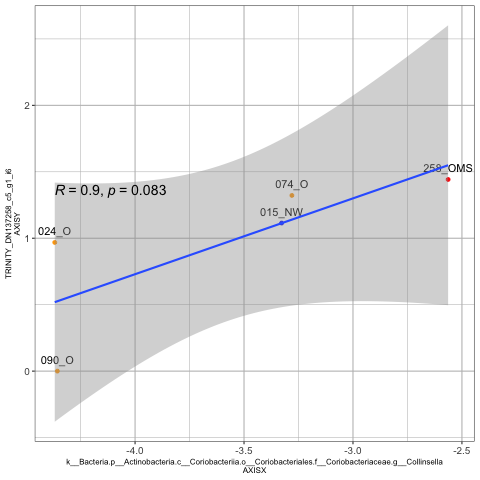 258_OMS
R = 0.9, p = 0.083
074_O
015_NW
024_O
090_O
2
1
0
TRINITY_DN137258_c5_g1_i6
AXISY
-4.0 -3.5 -3.0 -2.5
k__Bacteria.p__Actinobacteria.c__Coriobacteriia.o__Coriobacteriales.f__Coriobacteriaceae.g__Collinsella
AXISX